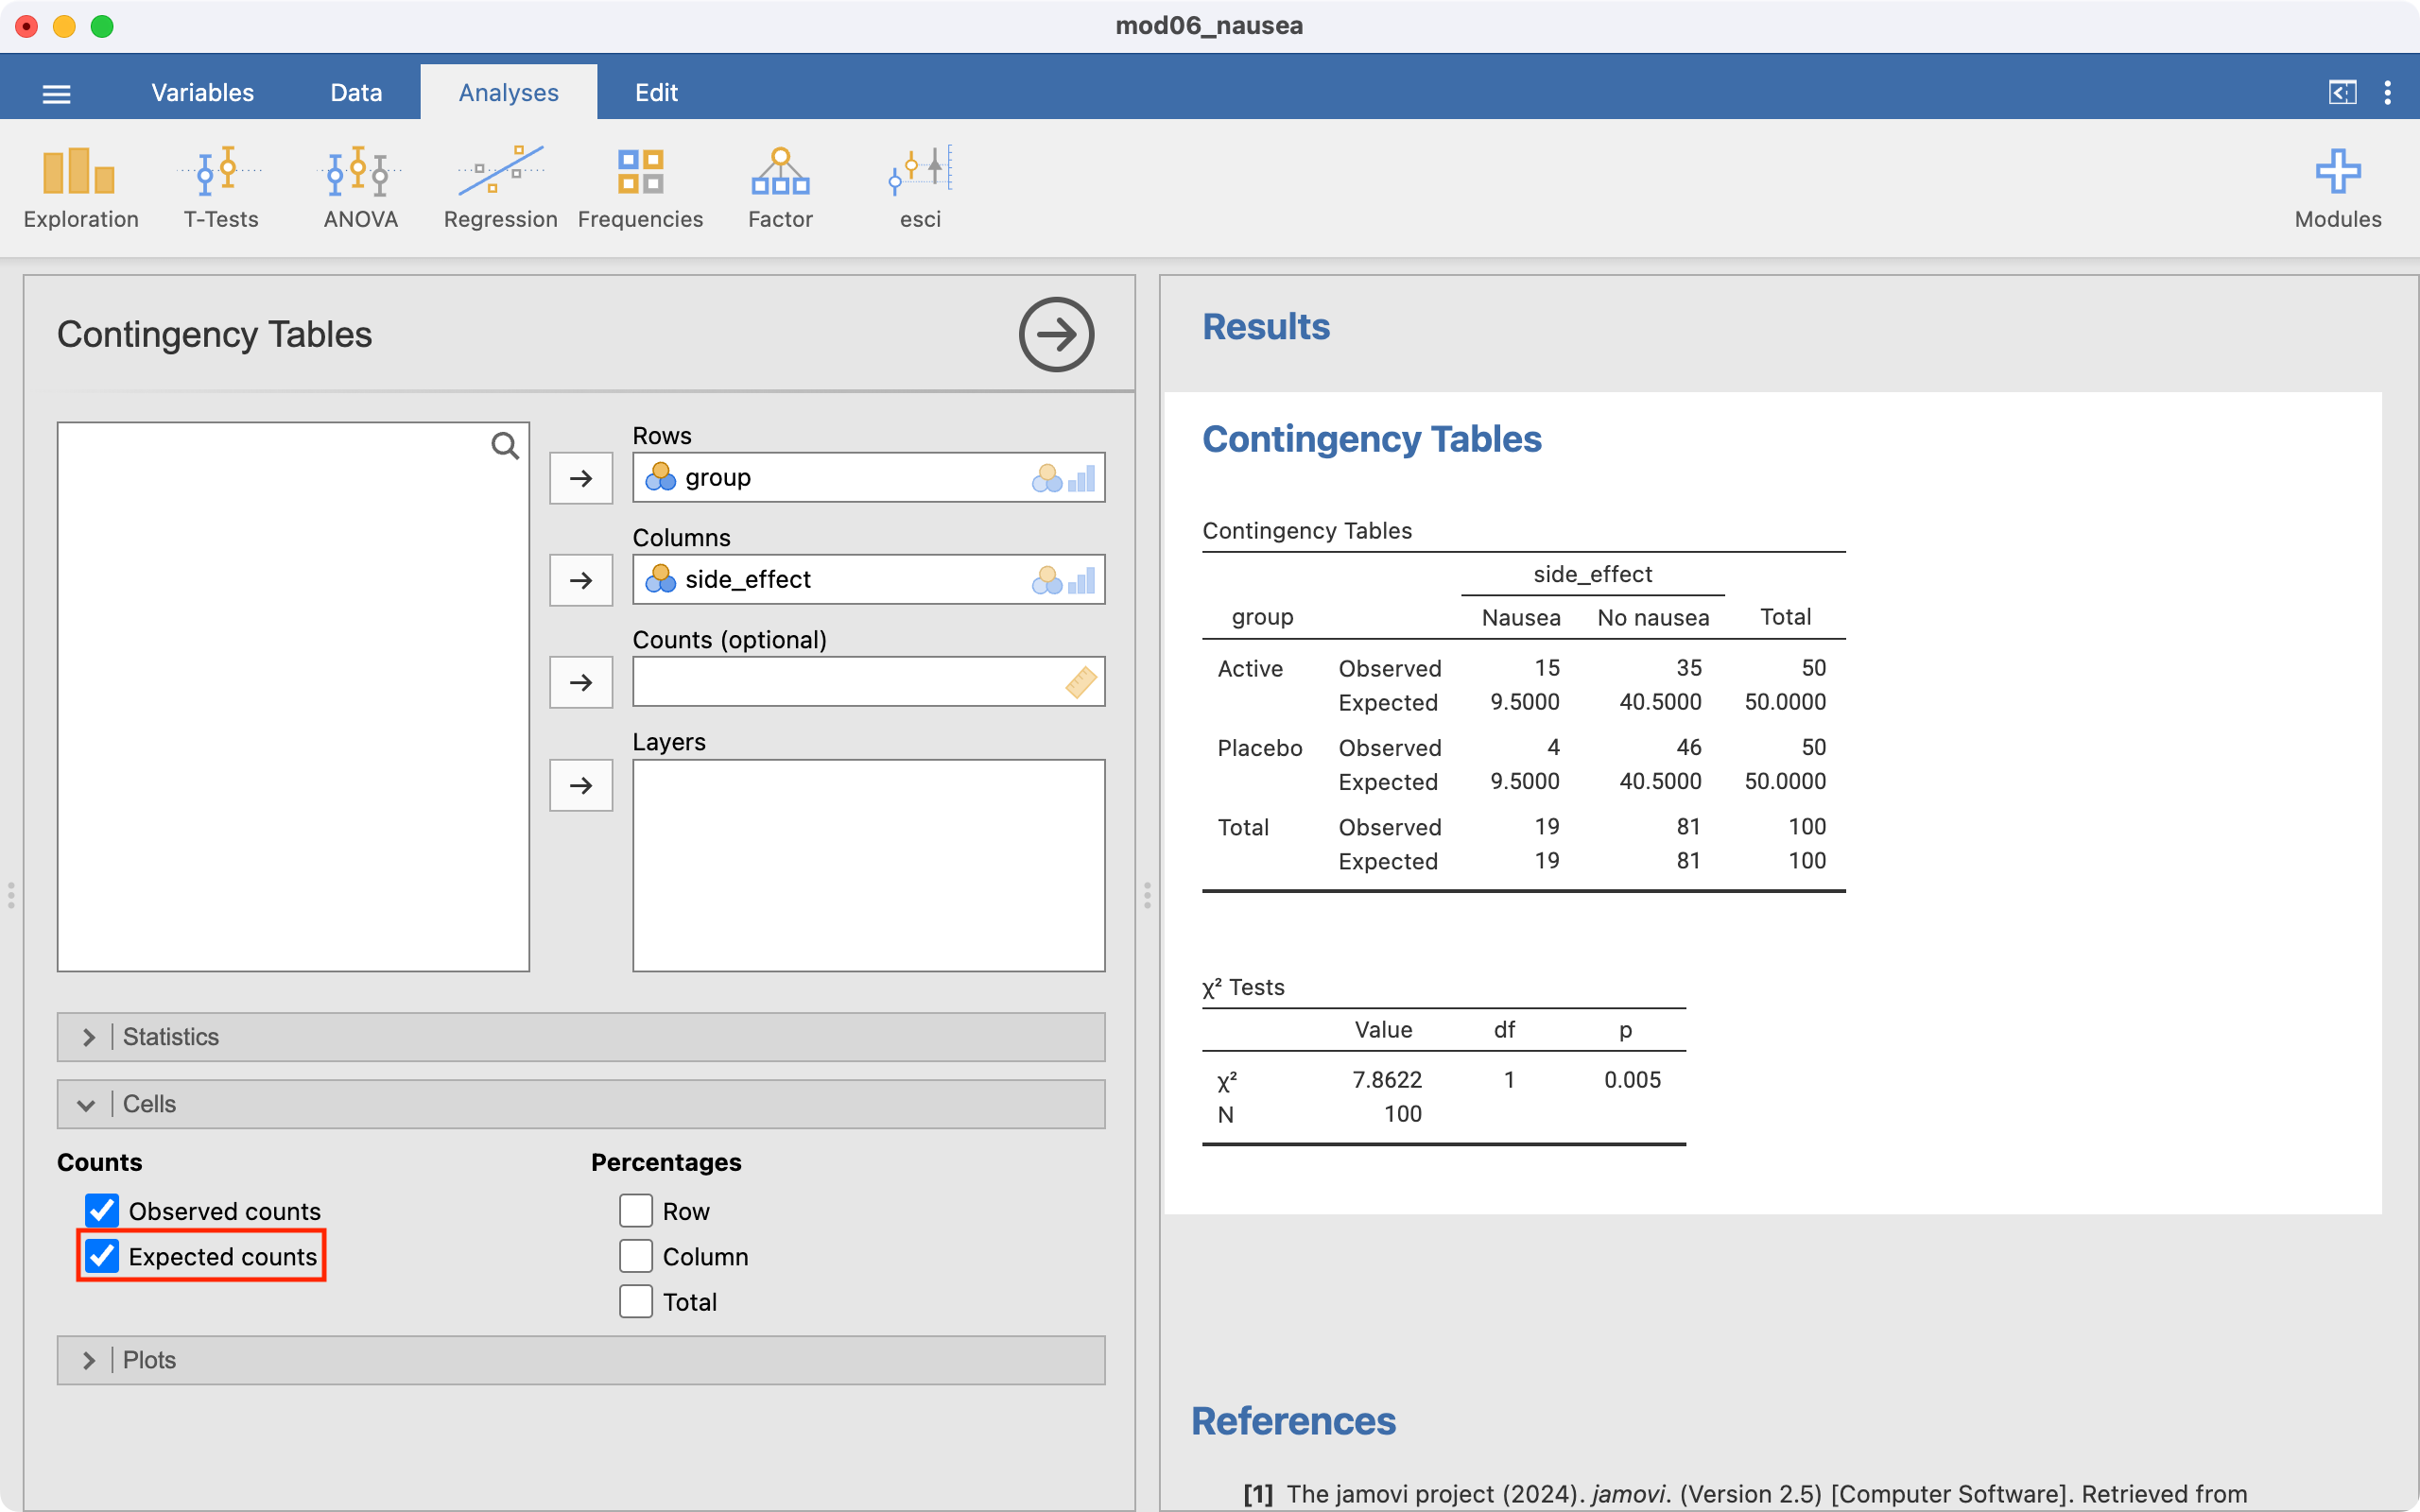 mod06_nausea
Variables Data Analyses Edit
Exploration T-Tests ANOVA Regression Frequencies Factor esci Modules
Contingency Tables
Rows
group
Columns
side_effect
Counts (optional)
Layers
Statistics
Cells
Counts Percentages
Observed counts Row
Expected counts Column
Total
Plots
Results
Contingency Tables
Contingency Tables
side_effect
group Nausea No nausea Total
Active Observed 15 35 50
Expected 9.5000 40.5000 50.0000
Placebo Observed 4 46 50
Expected 9.5000 40.5000 50.0000
Total Observed 19 81 100
Expected 19 81 100
χ² Tests
Value df p
χ² 7.8622 1 0.005
N 100
References
[1] The jamovi project (2024). jamovi. (Version 2.5) [Computer Software]. Retrieved from